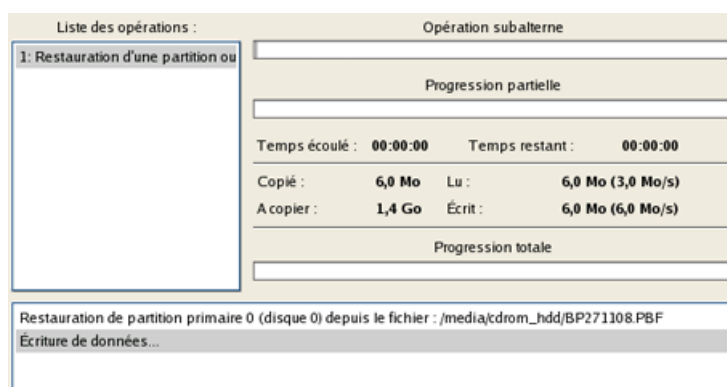 Liste des opérations :
1: Restauration d'une partition ou
Opération subalterne
Progression partielle
Temps écoulé : 00:00:00 Temps restant : 00:00:00
Copié : 6,0 Mo Lu : 6,0 Mo (3,0 Mo/s)
A copier : 1,4 Go Écrit : 6,0 Mo (6,0 Mo/s)
Progression totale
Restauration de partition primaire 0 (disque 0) depuis le fichier : /media/cdrom_hdd/BP271108.PBF
Écriture de données...